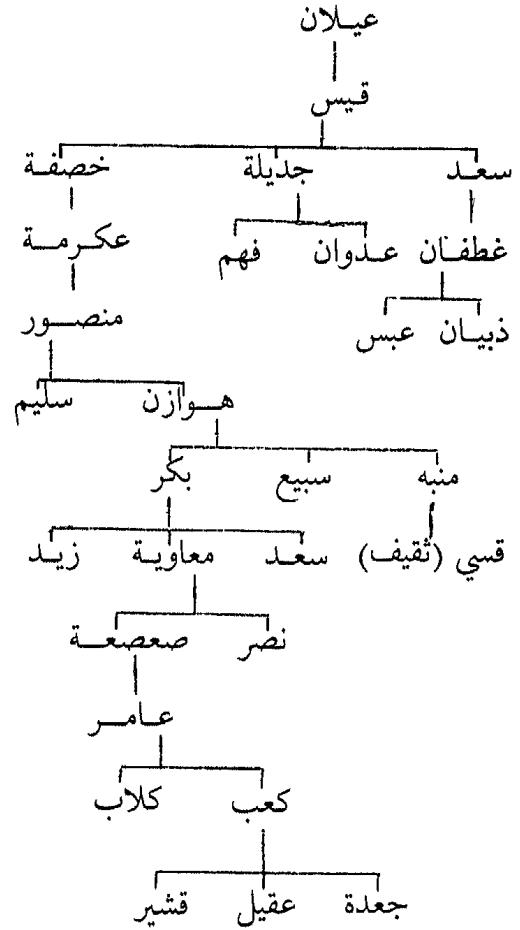 عيلان
قيس
سعد جديلة خصفة
غطفان عدوان فهم عكرمة
ذبيان عبس منصور
هوازن سليم
منبه سبيع بكر
قسي (ثقيف) سعد معاوية زيد
نصر صعصعة
عامر
كعب كلاب
جعدة عقيل قشير